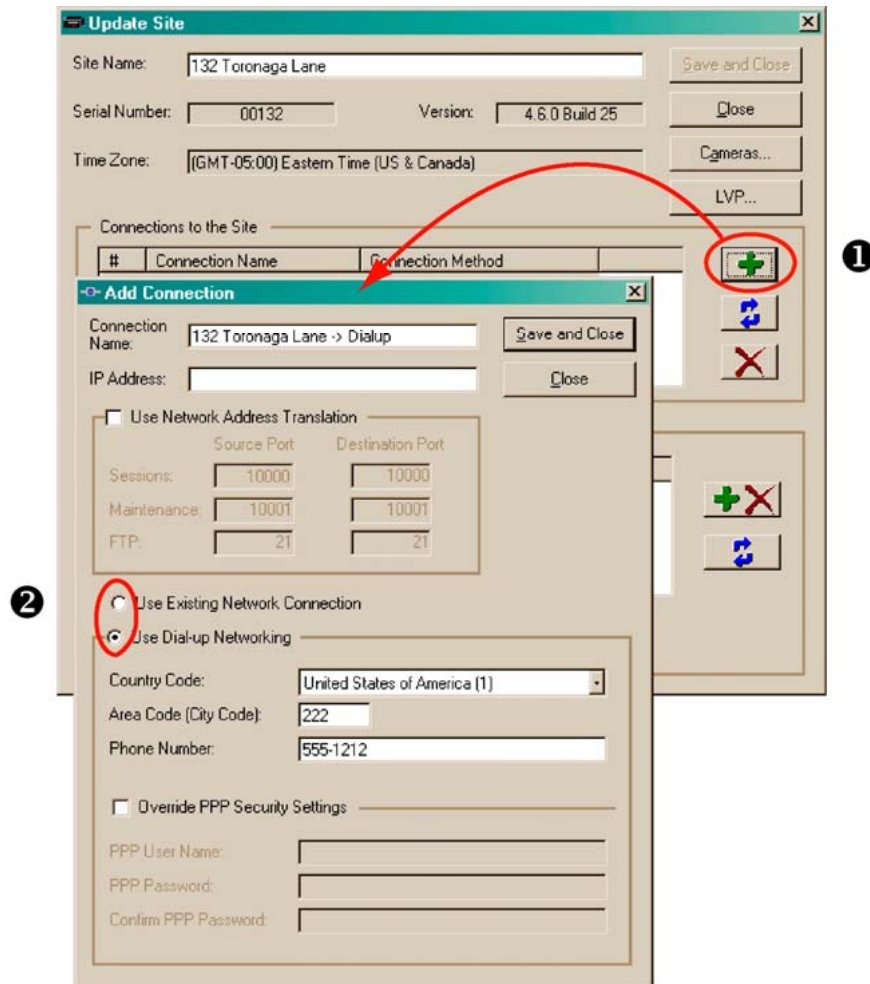 Update Site
Site Name: 132 Toronaga Lane
Save and Close
Serial Number: 00132 Version: 4.6.0 Build 25
Close
Time Zone: (GMT-05:00) Eastern Time (US & Canada)
Cameras...
LVP...
Connections to the Site
# Connection Name Connection Method
❶
Add Connection
Connection Name: 132 Toronaga Lane -> Dialup
Save and Close
IP Address:
Close
Use Network Address Translation
Source Port Destination Port
Sessions: 10000 10000
Maintenance: 10001 10001
FTP: 21 21
❷
Use Existing Network Connection
Use Dial-up Networking
Country Code: United States of America (1)
Area Code (City Code): 222
Phone Number: 555-1212
Override PPP Security Settings
PPP User Name:
PPP Password:
Confirm PPP Password: